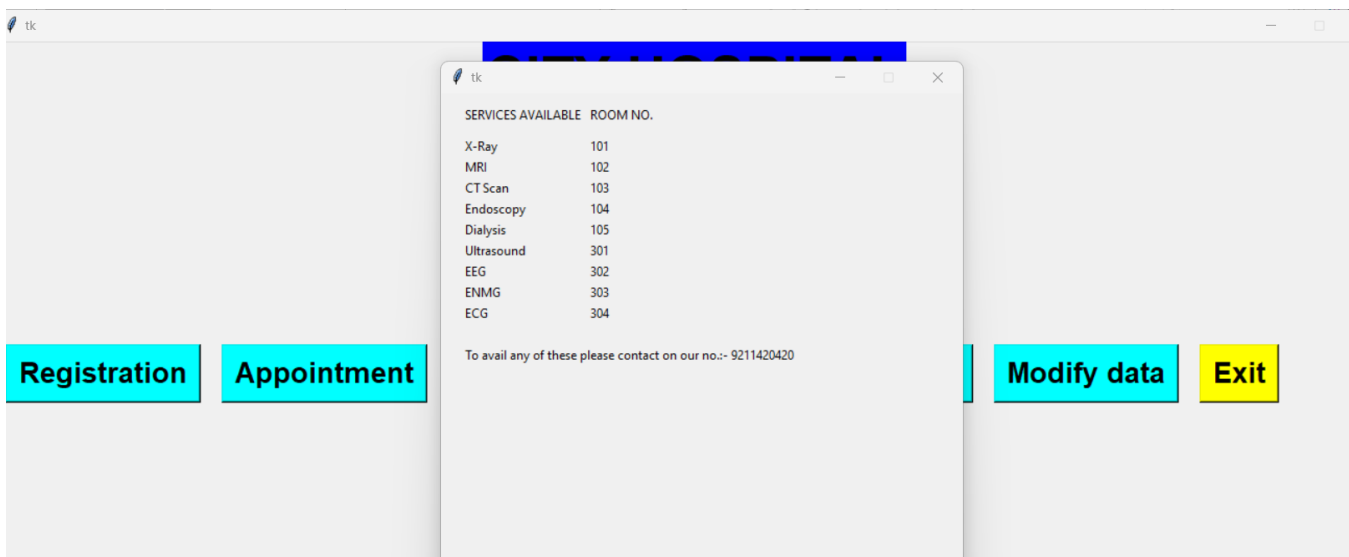 tk
tk
SERVICES AVAILABLE ROOM NO.
X-Ray 101
MRI 102
CT Scan 103
Endoscopy 104
Dialysis 105
Ultrasound 301
EEG 302
ENMG 303
ECG 304
To avail any of these please contact on our no.:- 9211420420
Registration Appointment Modify data Exit